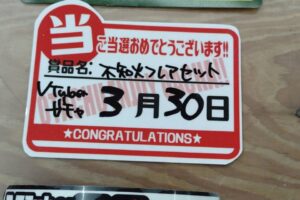 当
ご当選おめでとうございます!!
賞品名: 不知火フレアセット
Vtuber
ガチャ
3月30日
★CONGRATULATIONS★